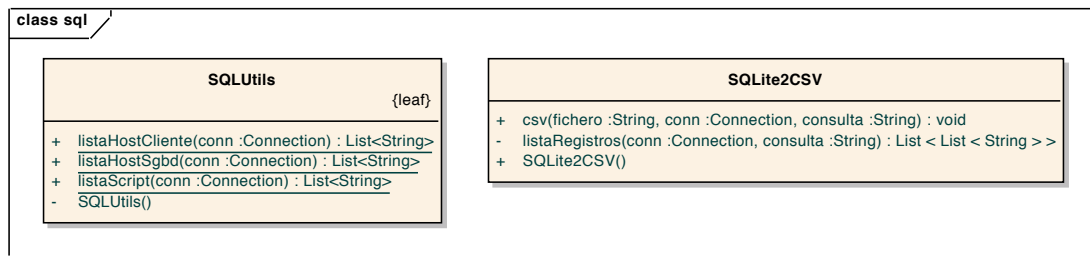 class sql
SQLUtils
{leaf}
+ listaHostCliente(conn :Connection) : List<String>
+ listaHostSgbd(conn :Connection) : List<String>
+ listaScript(conn :Connection) : List<String>
- SQLUtils()
SQLite2CSV
+ csv(fichero :String, conn :Connection, consulta :String) : void
- listaRegistros(conn :Connection, consulta :String) : List < List < String > >
+ SQLite2CSV()